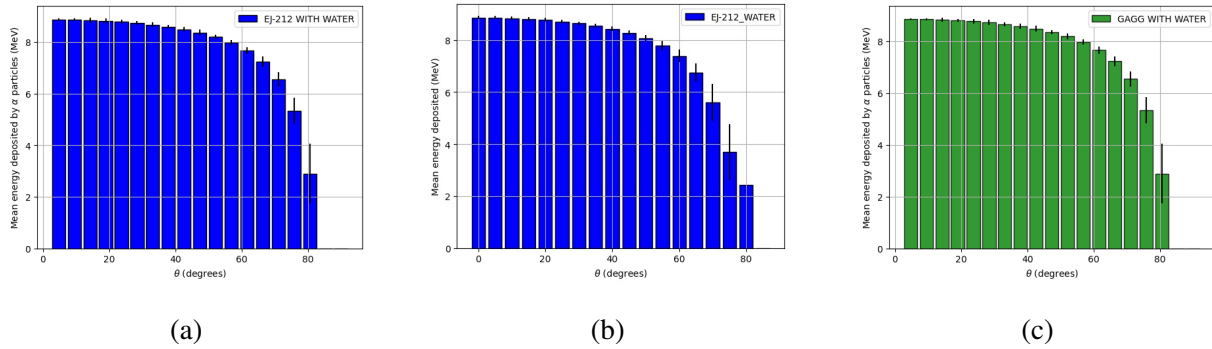 Mean energy deposited by α particles (MeV)
8
6
4
2
0
EJ-212 WITH WATER
0 20 40 60 80
θ (degrees)
(a)
Mean energy deposited (MeV)
8
6
4
2
0
EJ-212_WATER
0 20 40 60 80
θ (degrees)
(b)
Mean energy deposited by α particles (MeV)
8
6
4
2
0
GAGG WITH WATER
0 20 40 60 80
θ (degrees)
(c)